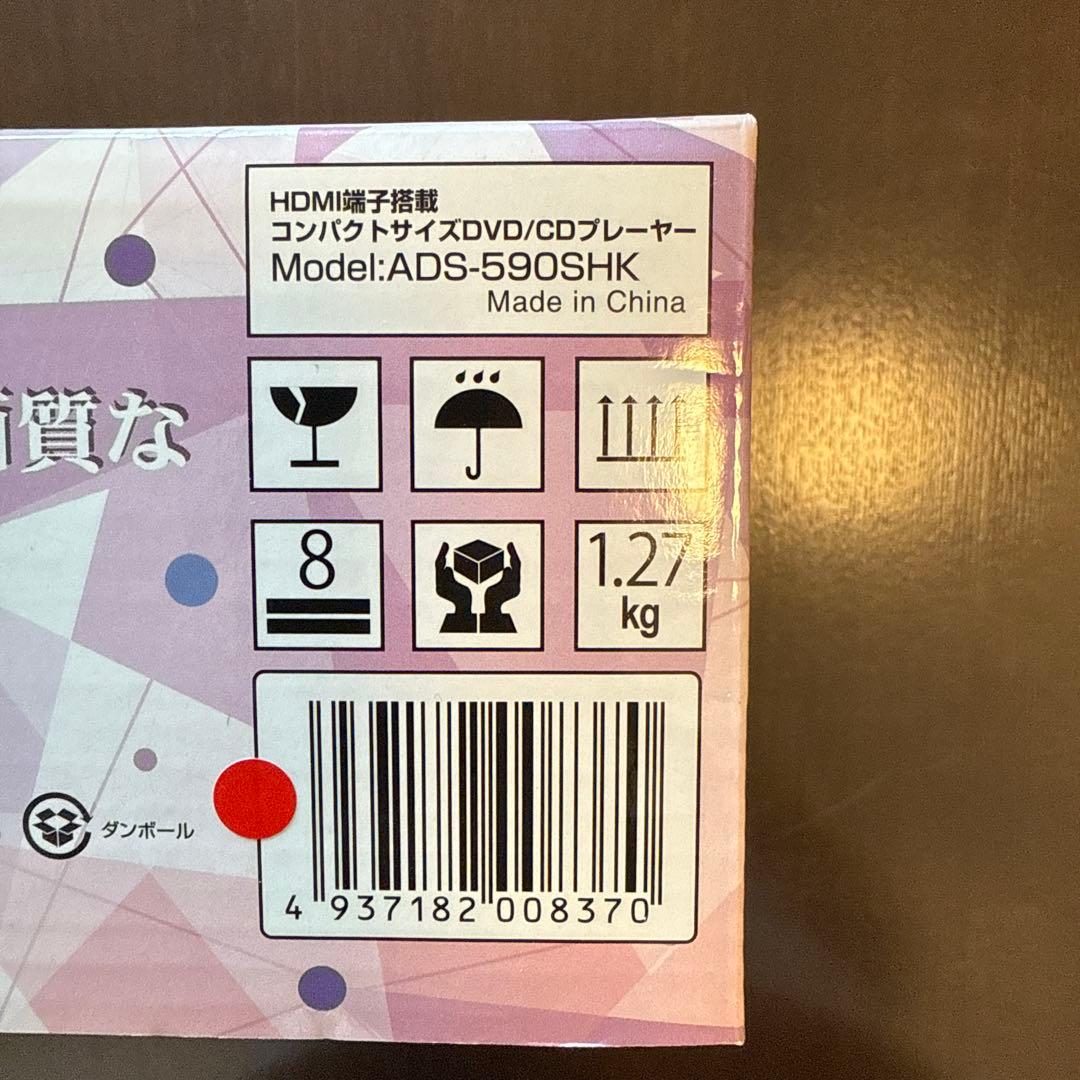 HDMI端子搭載
コンパクトサイズDVD/CDプレーヤー
Model:ADS-590SHK
Made in China
質な
8
1.27
kg
ダンボール
4 937182 008370